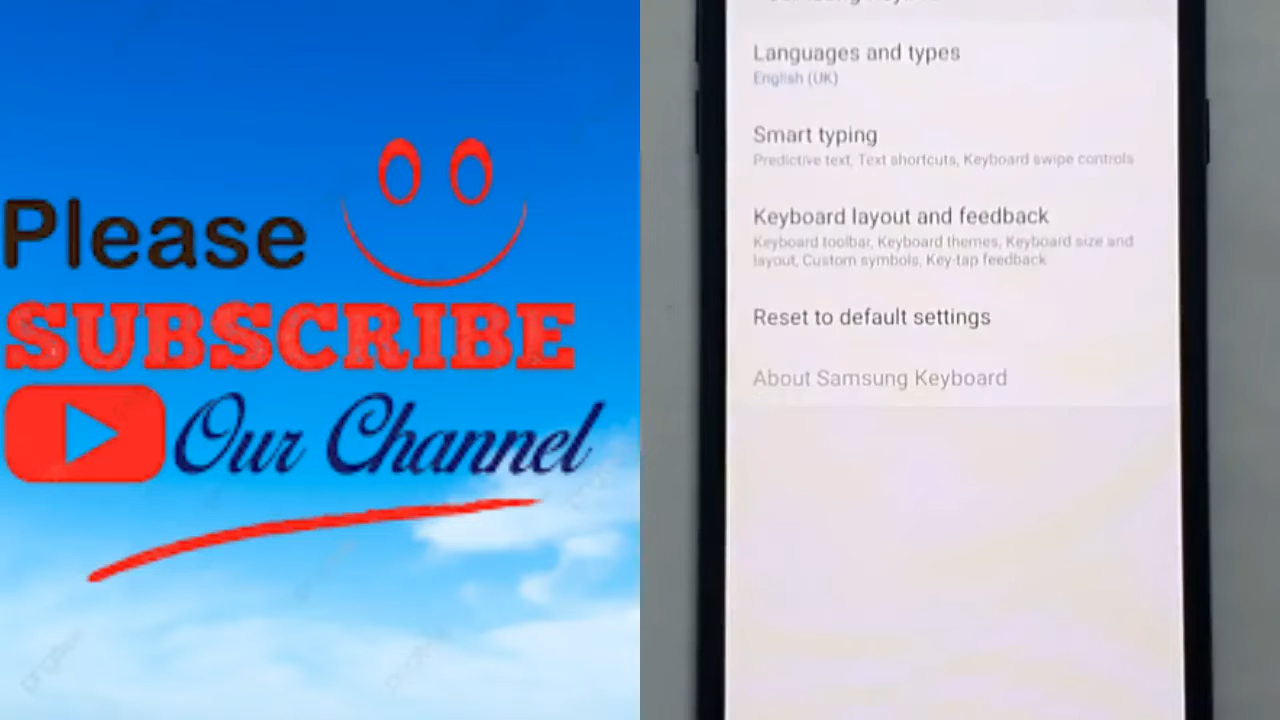 Please
SUBSCRIBE
Our Channel
Languages and types
English (UK)
Smart typing
Predictive text, Text shortcuts, Keyboard swipe controls
Keyboard layout and feedback
Keyboard toolbar, Keyboard themes, Keyboard size and
layout, Custom symbols, Key-tap feedback
Reset to default settings
About Samsung Keyboard